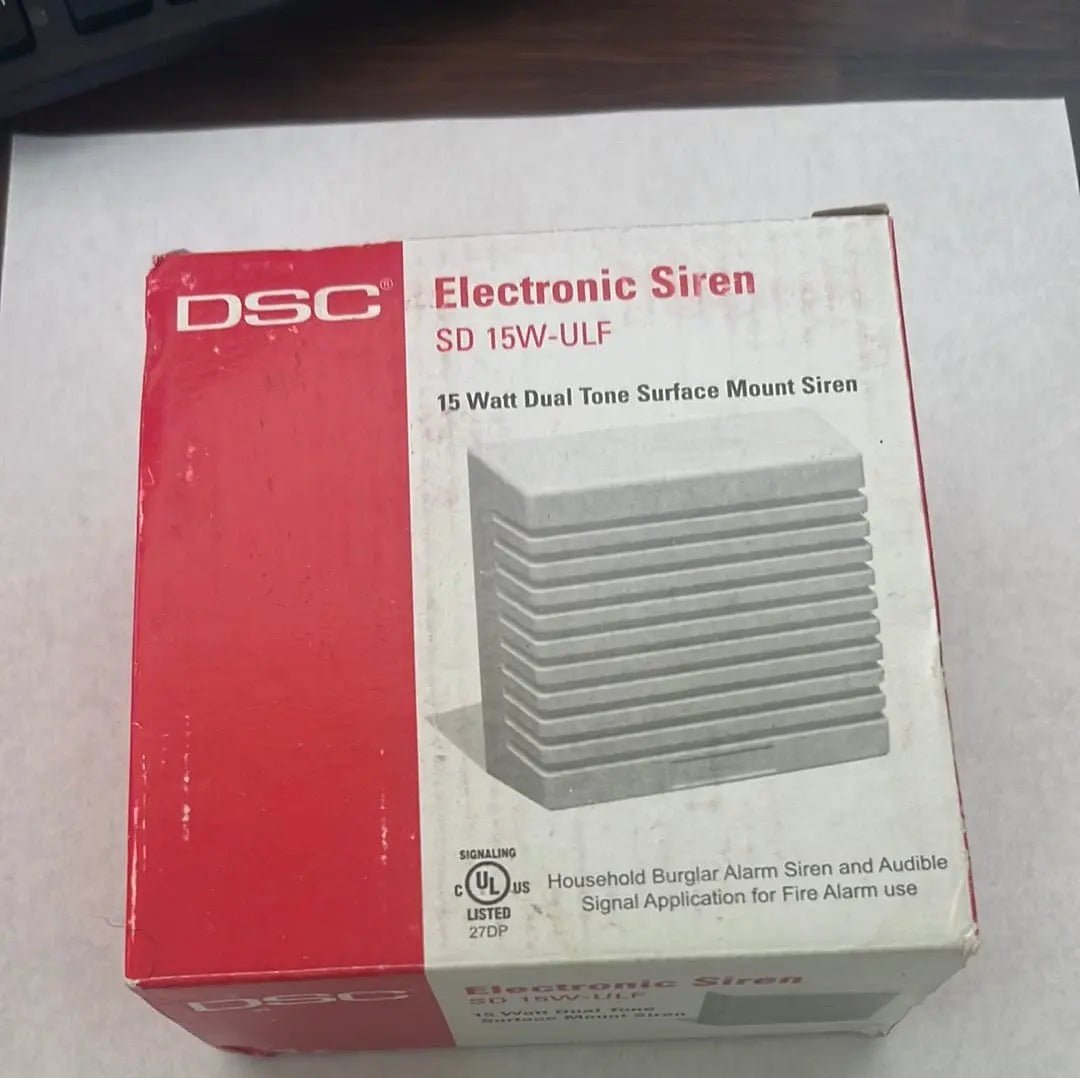 DSC®
Electronic Siren
SD 15W-ULF
15 Watt Dual Tone Surface Mount Siren
SIGNALING
C UL US
LISTED
27DP
Household Burglar Alarm Siren and Audible
Signal Application for Fire Alarm use
DSC
Electronic Siren
SD 15W-ULF
15 Watt Dual Tone
Surface Mount Siren